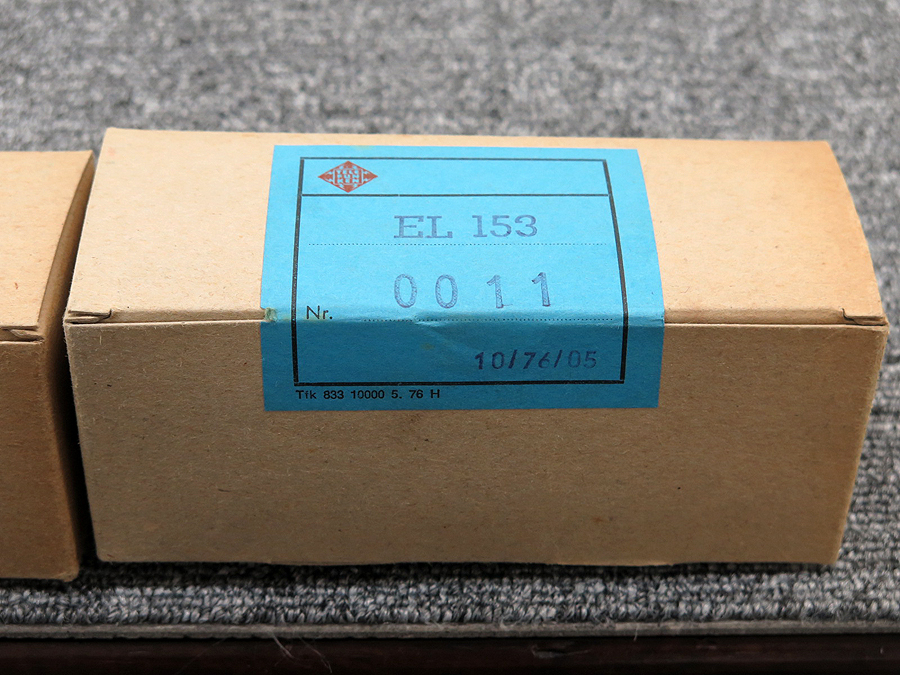 EL 153
Nr. 0011
10/76/05
Tfk 833 10000 5. 76 H